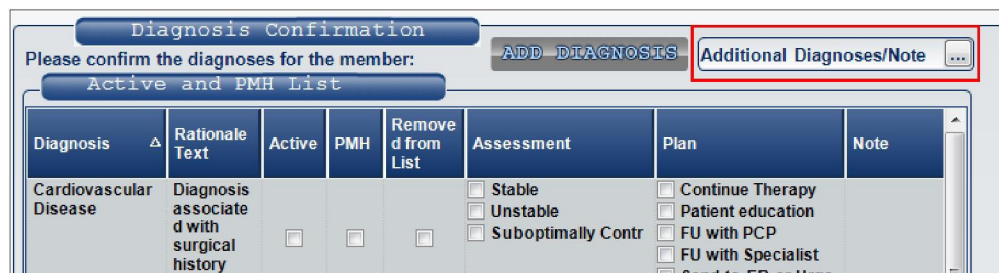 Diagnosis Confirmation
Please confirm the diagnoses for the member:
ADD DIAGNOSIS
Additional Diagnoses/Note ...
Active and PMH List
Diagnosis
Rationale
Text
Active
PMH
Remove
d from
List
Assessment
Plan
Note
Cardiovascular
Disease
Diagnosis
associate
d with
surgical
history
Stable
Unstable
Suboptimally Contr
Continue Therapy
Patient education
FU with PCP
FU with Specialist